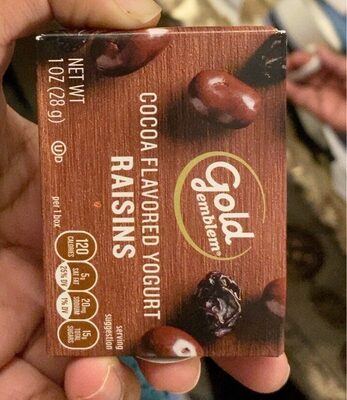 Gold
emblem®
COCOA FLAVORED YOGURT
RAISINS
NET WT
1 OZ (28 g)
UD
per 1 box
120
CALORIES
5g
SAT FAT
25% DV
20mg
SODIUM
1% DV
15g
TOTAL
SUGARS
serving
suggestion